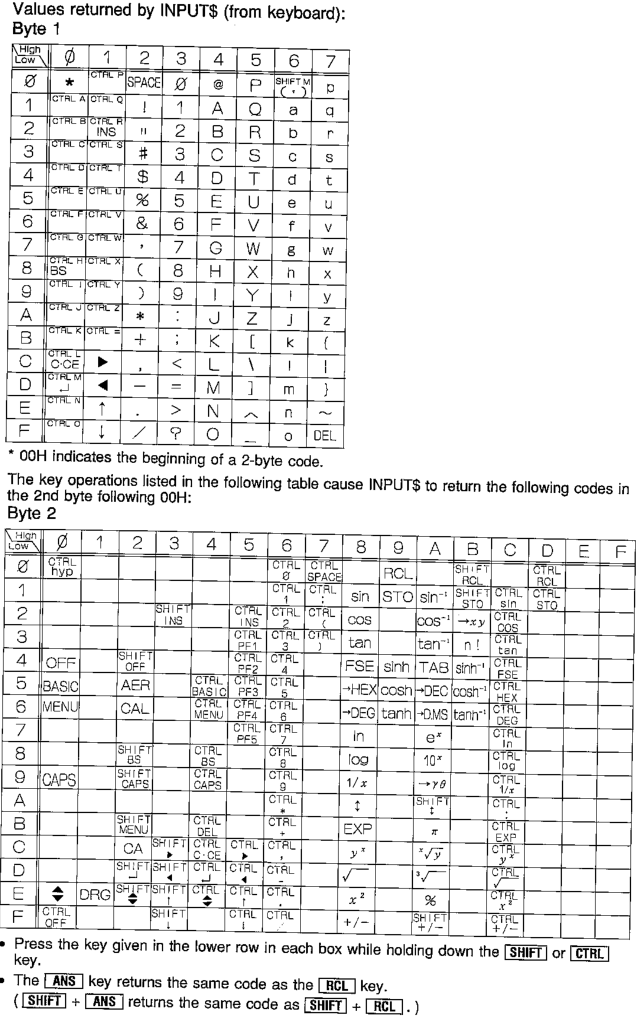 Values returned by INPUT$ (from keyboard):
Byte 1
High Low | 0 | 1 | 2 | 3 | 4 | 5 | 6 | 7
0 | * | CTRL P | SPACE | 0 | @ | P | SHIFT M ( ' ) | p
1 | CTRL A | CTRL Q | ! | 1 | A | Q | a | q
2 | CTRL B | CTRL R INS | " | 2 | B | R | b | r
3 | CTRL C | CTRL S | # | 3 | C | S | c | s
4 | CTRL D | CTRL T | $ | 4 | D | T | d | t
5 | CTRL E | CTRL U | % | 5 | E | U | e | u
6 | CTRL F | CTRL V | & | 6 | F | V | f | v
7 | CTRL G | CTRL W | ' | 7 | G | W | g | w
8 | CTRL H BS | CTRL X | ( | 8 | H | X | h | x
9 | CTRL I | CTRL Y | ) | 9 | I | Y | i | y
A | CTRL J | CTRL Z | * | : | J | Z | j | z
B | CTRL K | CTRL = | + | ; | K | [ | k | {
C | CTRL L C·CE | ▶ | , | < | L | \ | l | |
D | CTRL M ↵ | ◀ | − | = | M | ] | m | }
E | CTRL N | ↑ | . | > | N | ^ | n | ~
F | CTRL O | ↓ | / | ? | O | _ | o | DEL
* 00H indicates the beginning of a 2-byte code.
The key operations listed in the following table cause INPUT$ to return the following codes in
the 2nd byte following 00H:
Byte 2
High Low | 0 | 1 | 2 | 3 | 4 | 5 | 6 | 7 | 8 | 9 | A | B | C | D | E | F
0 | CTRL hyp | | | | | | CTRL 0 | CTRL SPACE | | RCL | | SHIFT RCL | | CTRL RCL | |
1 | | | | | | | CTRL 1 | CTRL ; | sin | STO | sin⁻¹ | SHIFT STO | CTRL sin | CTRL STO | |
2 | | | | SHIFT INS | | CTRL INS | CTRL 2 | CTRL ( | cos | | cos⁻¹ | →xy | CTRL cos | | |
3 | | | | | | CTRL PF1 | CTRL 3 | CTRL ) | tan | | tan⁻¹ | n! | CTRL tan | | |
4 | OFF | | SHIFT OFF | | | CTRL PF2 | CTRL 4 | | FSE | sinh | TAB | sinh⁻¹ | CTRL FSE | | |
5 | BASIC | | AER | | CTRL BASIC | CTRL PF3 | CTRL 5 | | →HEX | cosh | →DEC | cosh⁻¹ | CTRL HEX | | |
6 | MENU | | CAL | | CTRL MENU | CTRL PF4 | CTRL 6 | | →DEG | tanh | →D.MS | tanh⁻¹ | CTRL DEG | | |
7 | | | | | | CTRL PF5 | CTRL 7 | | ln | | eˣ | | CTRL ln | | |
8 | | | SHIFT BS | | CTRL BS | | CTRL 8 | | log | | 10ˣ | | CTRL log | | |
9 | CAPS | | SHIFT CAPS | | CTRL CAPS | | CTRL 9 | | 1/x | | →rθ | | CTRL 1/x | | |
A | | | | | | | CTRL * | | ↕ | | SHIFT ↕ | | CTRL : | | |
B | | | SHIFT MENU | | CTRL DEL | | CTRL + | | EXP | | π | | CTRL EXP | | |
C | | | CA | SHIFT ▶ | CTRL C·CE | CTRL ▶ | CTRL , | | yˣ | | ˣ√y | | CTRL yˣ | | |
D | | | SHIFT ↵ | SHIFT ◀ | CTRL ↵ | CTRL ◀ | CTRL - | | √ | | ³√ | | CTRL √ | | |
E | ◆ | DRG | SHIFT ◆ | SHIFT ↑ | CTRL ◆ | CTRL ↑ | CTRL . | | x² | | % | | CTRL x² | | |
F | CTRL OFF | | | SHIFT ↓ | | CTRL ↓ | CTRL / | | +/− | | SHIFT +/− | | CTRL +/− | | |
• Press the key given in the lower row in each box while holding down the SHIFT or CTRL
key.
• The ANS key returns the same code as the RCL key.
( SHIFT + ANS returns the same code as SHIFT + RCL . )